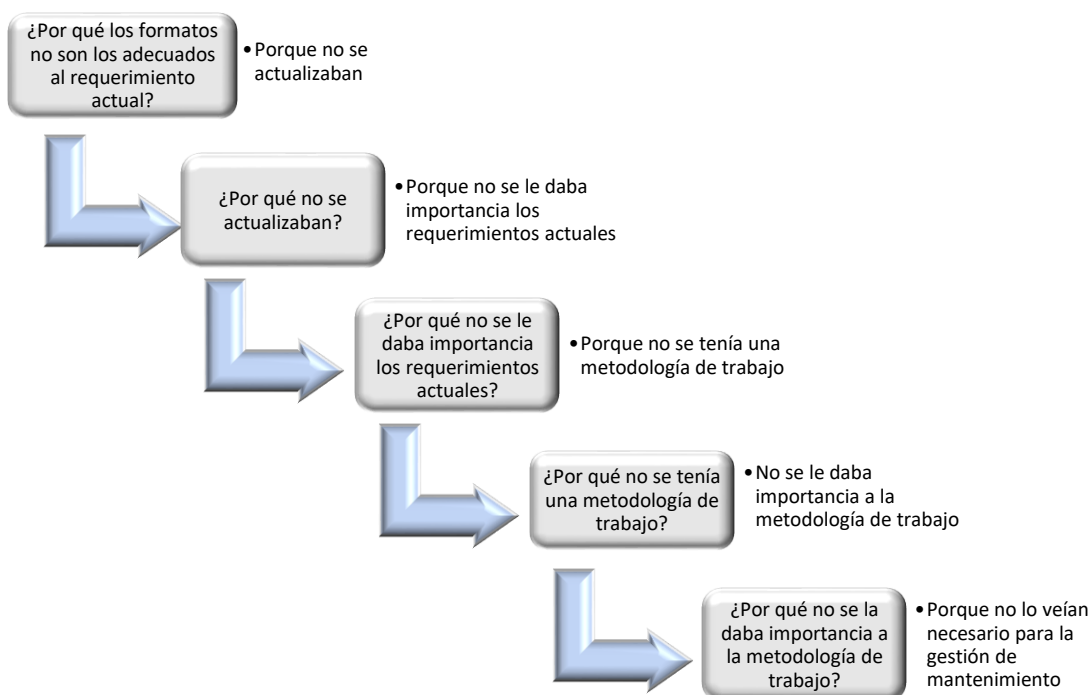 ¿Por qué los formatos
no son los adecuados
al requerimiento
actual?
•Porque no se
actualizaban
¿Por qué no se
actualizaban?
•Porque no se le daba
importancia los
requerimientos actuales
¿Por qué no se le
daba importancia
los requerimientos
actuales?
•Porque no se tenía una
metodología de trabajo
¿Por qué no se tenía
una metodología de
trabajo?
•No se le daba
importancia a la
metodología de trabajo
¿Por qué no se la
daba importancia a
la metodología de
trabajo?
•Porque no lo veían
necesario para la
gestión de
mantenimiento